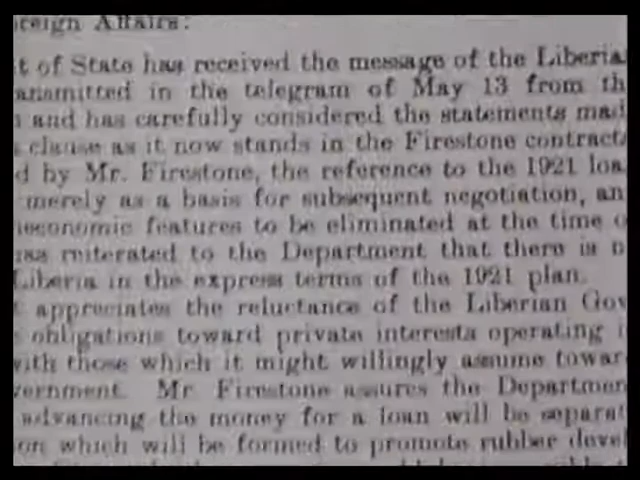 oreign Affairs:
t of State has received the message of the Liberia
ansmitted in the telegram of May 13 from th
and has carefully considered the statements mad
s clause as it now stands in the Firestone contract
d by Mr. Firestone, the reference to the 1921 loa
merely as a basis for subsequent negotiation, an
neconomic features to be eliminated at the time o
has reiterated to the Department that there is n
Liberia in the express terms of the 1921 plan.
t appreciates the reluctance of the Liberian Gov
s obligations toward private interests operating i
with those which it might willingly assume towar
vernment. Mr Firestone assures the Departmen
advancing the money for a loan will be separat
on which will be formed to promote rubber devel